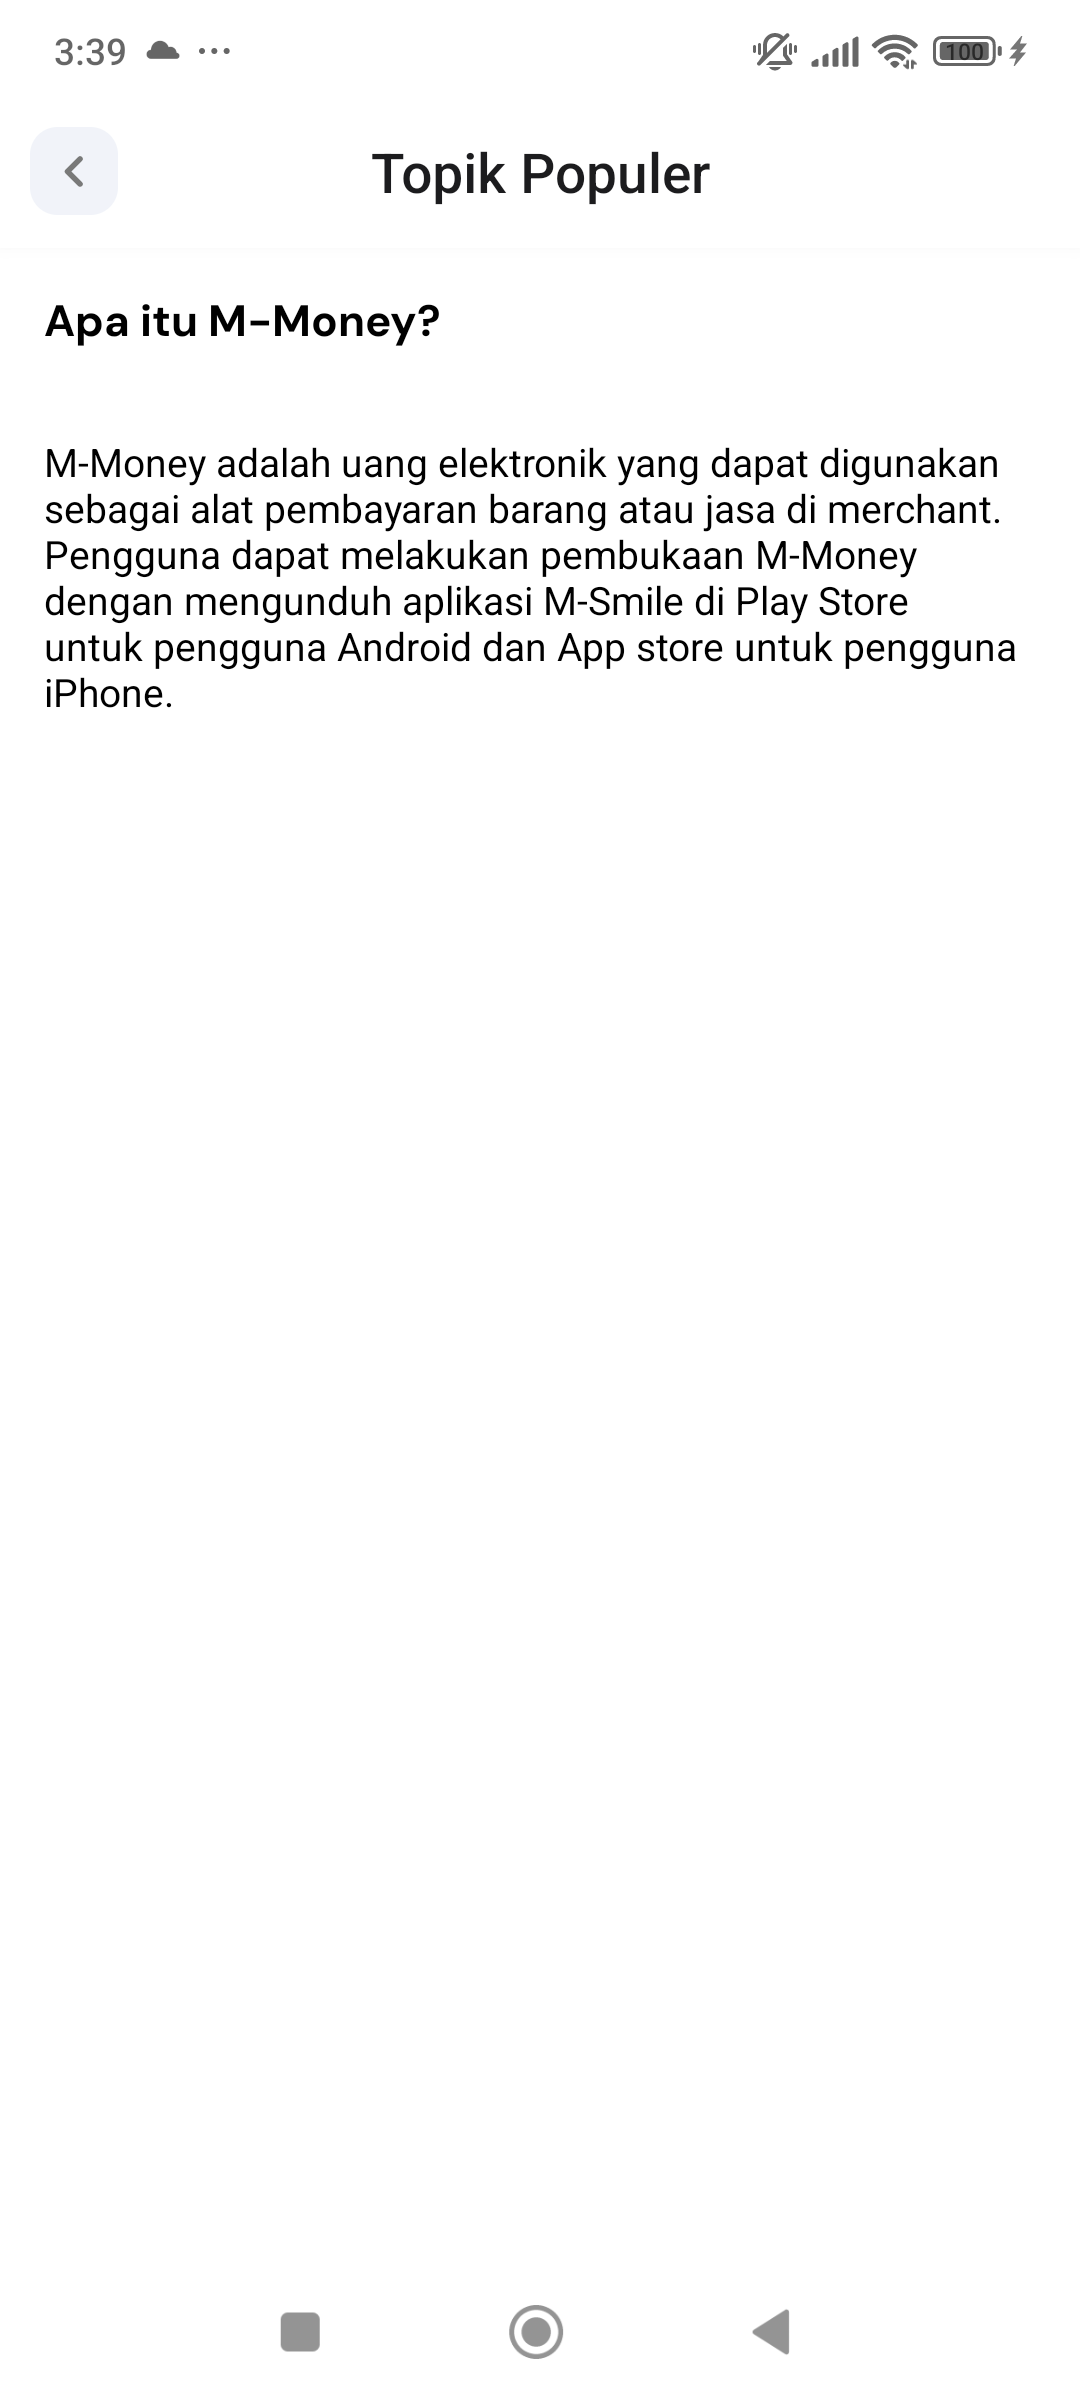 3:39
100
Topik Populer
Apa itu M-Money?
M-Money adalah uang elektronik yang dapat digunakan
sebagai alat pembayaran barang atau jasa di merchant.
Pengguna dapat melakukan pembukaan M-Money
dengan mengunduh aplikasi M-Smile di Play Store
untuk pengguna Android dan App store untuk pengguna
iPhone.